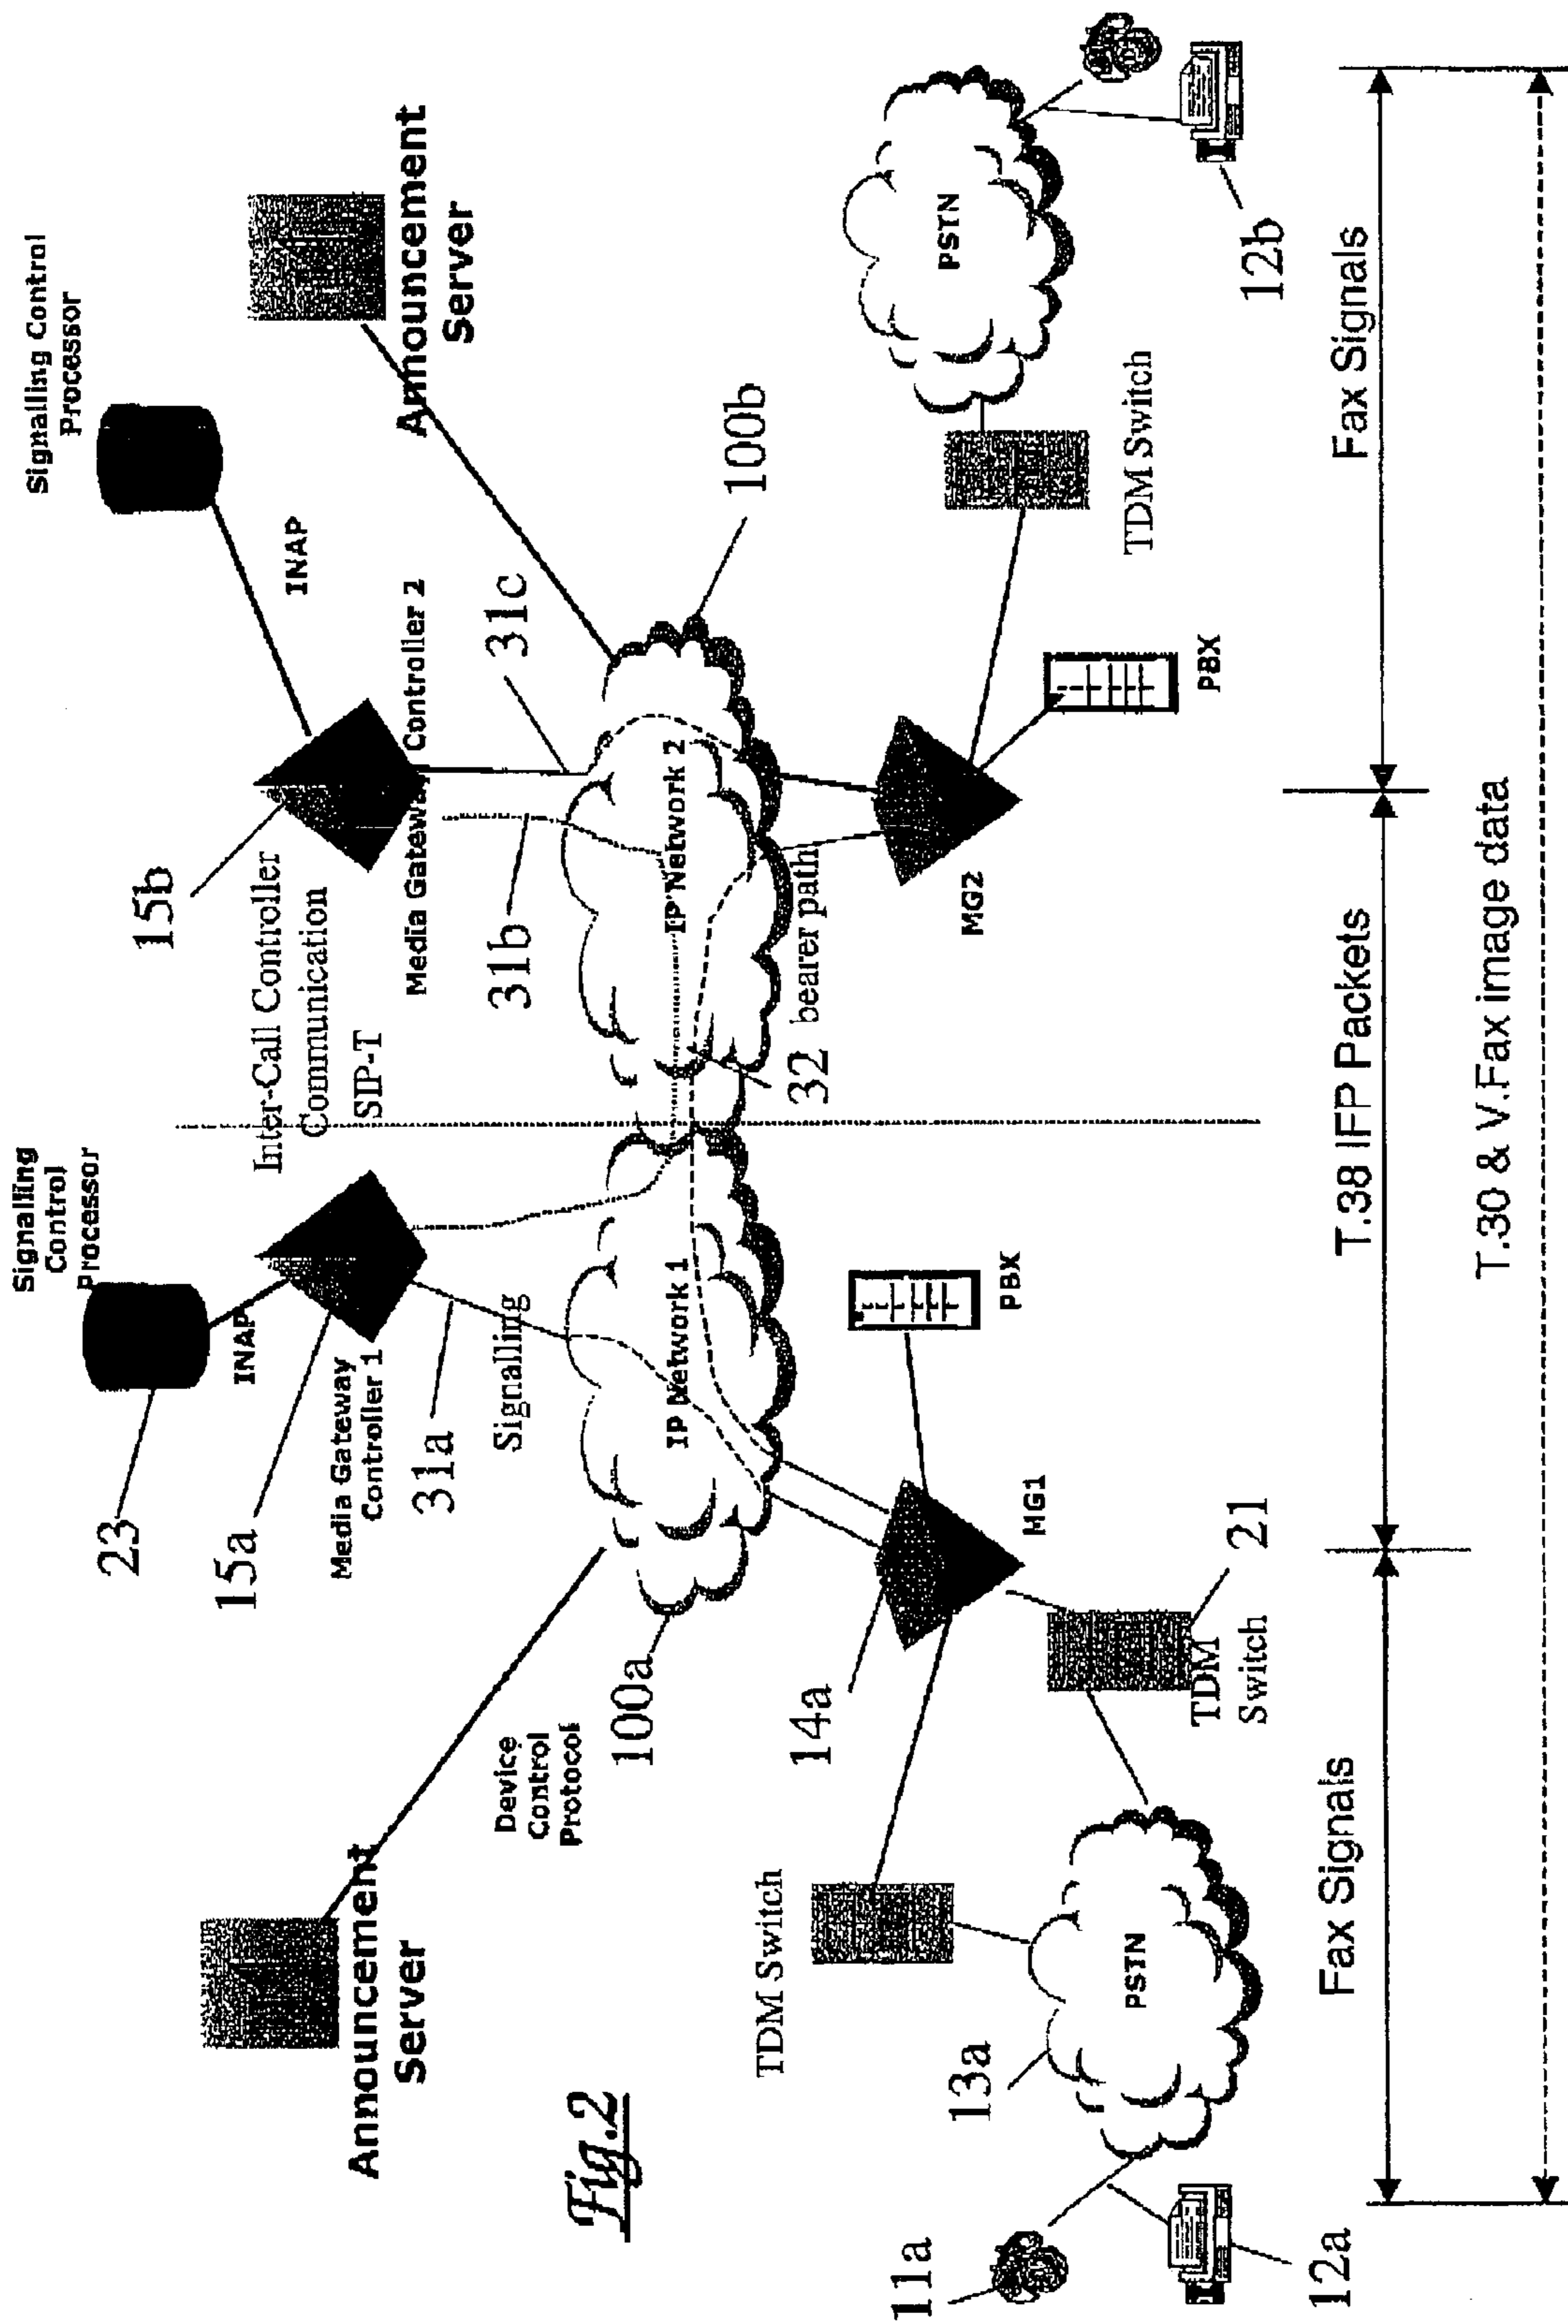 Fig.2
Announcement
Server
Device
Control
Protocol
100a
23
15a
Signalling
Control
Processor
INAP
Media Gateway
Controller 1
31a
Signalling
IP Network 1
Inter-Call Controller
Communication
SIP-T
15b
Signalling Control
Processor
INAP
Media Gateway Controller 2
31b
31c
IP Network 2
100b
Announcement
Server
32
bearer path
11a
12a
13a
PSTN
TDM Switch
14a
MG1
TDM
Switch
21
PBX
MG2
PBX
TDM Switch
PSTN
12b
Fax Signals
T.38 IFP Packets
Fax Signals
T.30 & V.Fax image data